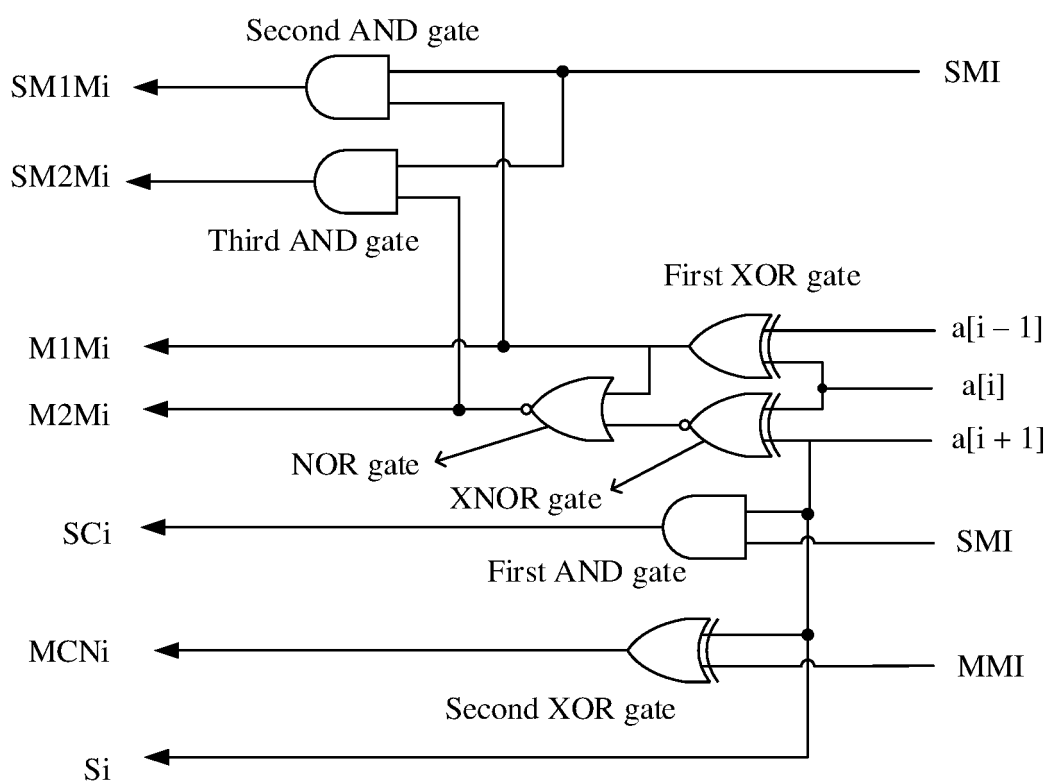 Second AND gate
SM1Mi
SMI
SM2Mi
Third AND gate
First XOR gate
a[i – 1]
M1Mi
a[i]
M2Mi
a[i + 1]
NOR gate
XNOR gate
SCi
SMI
First AND gate
MCNi
MMI
Second XOR gate
Si